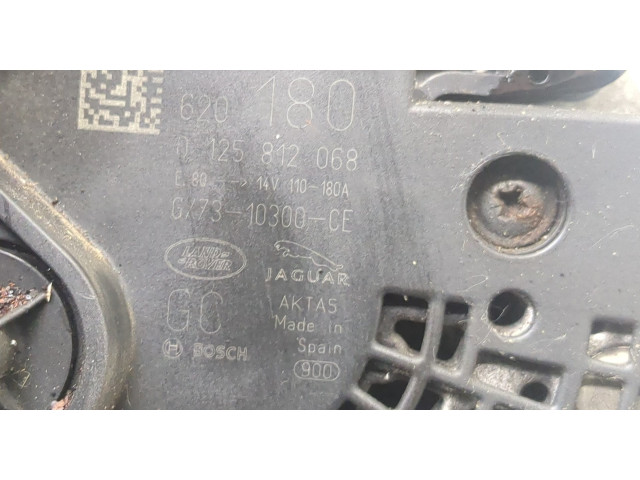 620 180
0 125 812 068
E 80 --> 14V 110-180A
GX73-10300-CE
LAND ROVER
JAGUAR
GC
AKTAS
Made in
Spain
BOSCH
900